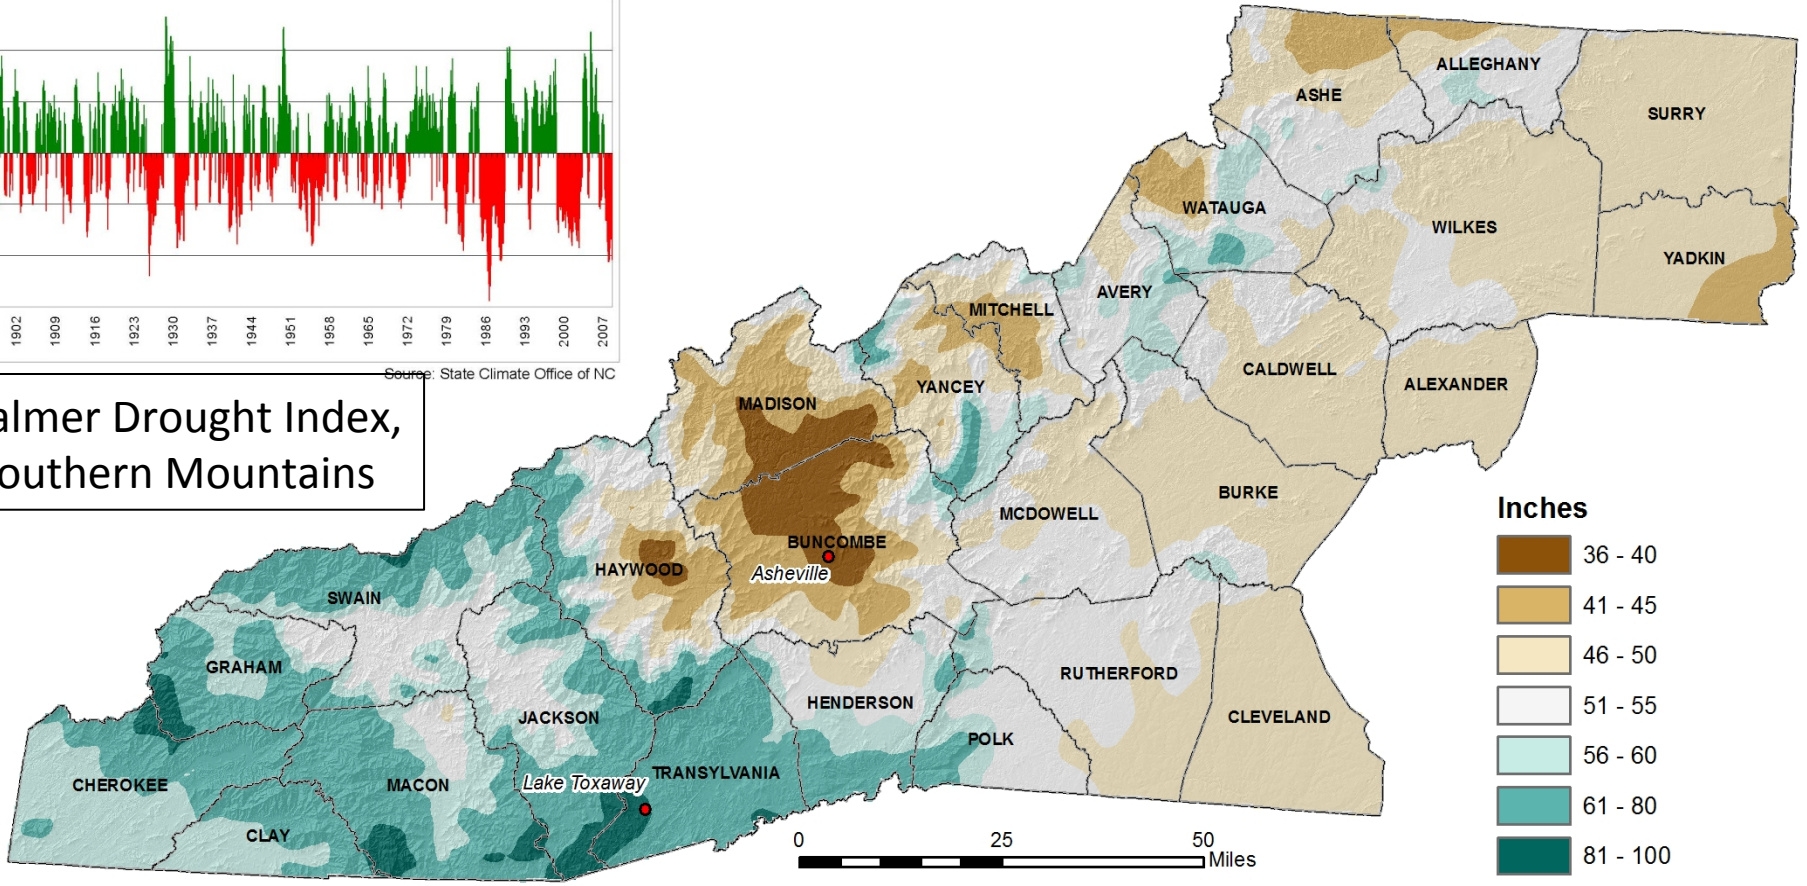 1902 1909 1916 1923 1930 1937 1944 1951 1958 1965 1972 1979 1986 1993 2000 2007
Source: State Climate Office of NC
almer Drought Index,
outhern Mountains
ALLEGHANY
ASHE
SURRY
WATAUGA
WILKES
YADKIN
AVERY
MITCHELL
CALDWELL
ALEXANDER
YANCEY
MADISON
BURKE
MCDOWELL
BUNCOMBE
Asheville
HAYWOOD
SWAIN
GRAHAM
RUTHERFORD
HENDERSON
JACKSON
CLEVELAND
POLK
TRANSYLVANIA
Lake Toxaway
MACON
CHEROKEE
CLAY
Inches
36 - 40
41 - 45
46 - 50
51 - 55
56 - 60
61 - 80
81 - 100
0 25 50
Miles